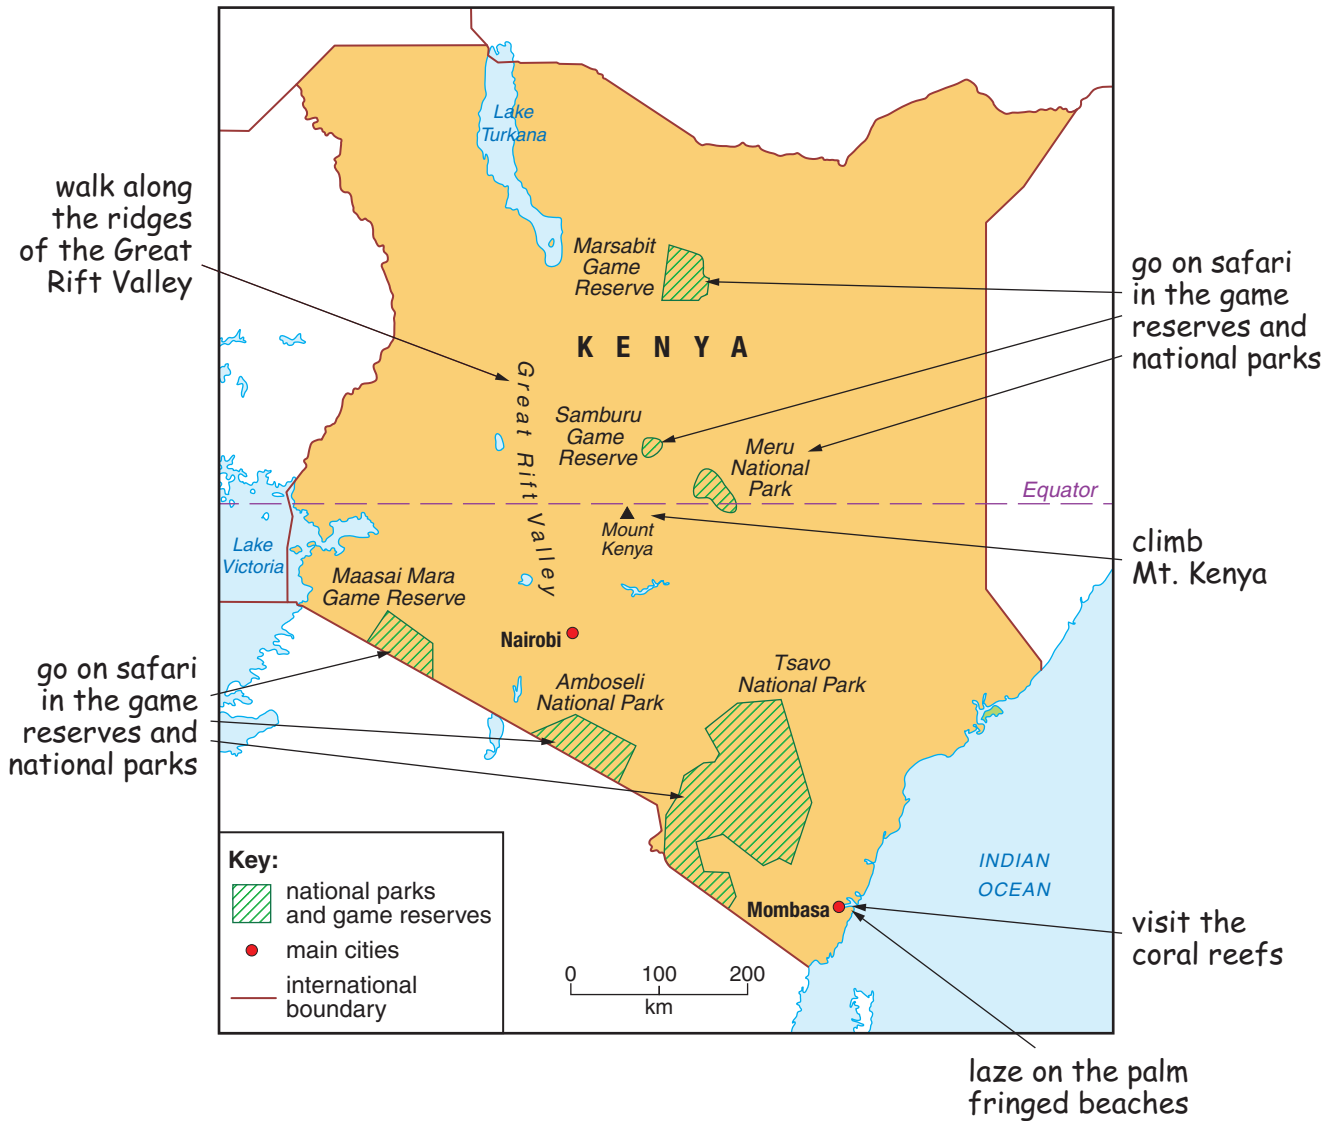 Lake
Turkana
walk along
the ridges
of the Great
Rift Valley
Marsabit
Game
Reserve
go on safari
in the game
reserves and
national parks
KENYA
Great Rift Valley
Samburu
Game
Reserve
Meru
National
Park
Equator
Mount
Kenya
climb
Mt. Kenya
Lake
Victoria
Maasai Mara
Game Reserve
Nairobi
go on safari
in the game
reserves and
national parks
Amboseli
National Park
Tsavo
National Park
INDIAN
OCEAN
Mombasa
visit the
coral reefs
laze on the palm
fringed beaches
Key:
national parks
and game reserves
main cities
international
boundary
0 100 200
km